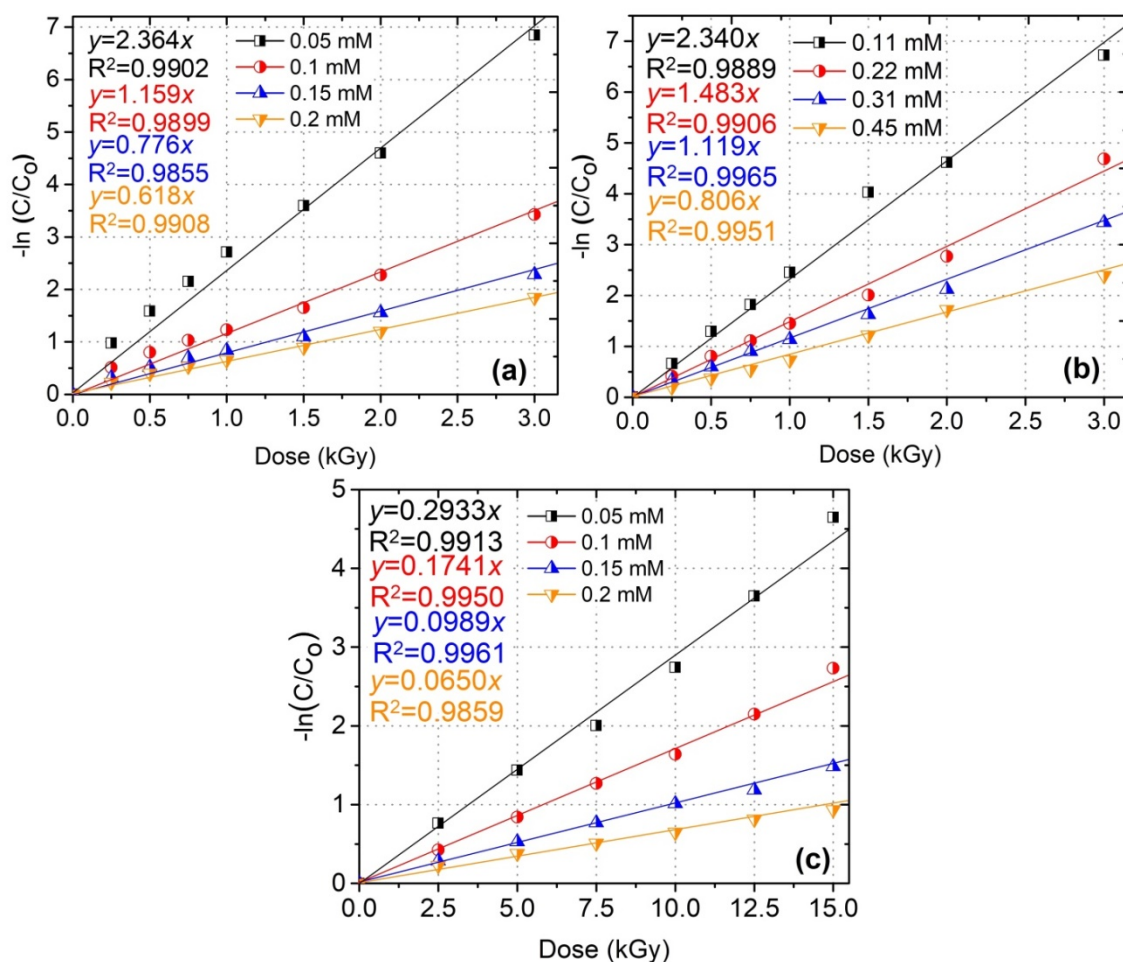 7
6
5
4
3
2
1
0
-ln (C/C₀)
y=2.364x
R²=0.9902
y=1.159x
R²=0.9899
y=0.776x
R²=0.9855
y=0.618x
R²=0.9908
0.05 mM
0.1 mM
0.15 mM
0.2 mM
(a)
0.0 0.5 1.0 1.5 2.0 2.5 3.0
Dose (kGy)
7
6
5
4
3
2
1
0
-ln (C/C₀)
y=2.340x
R²=0.9889
y=1.483x
R²=0.9906
y=1.119x
R²=0.9965
y=0.806x
R²=0.9951
0.11 mM
0.22 mM
0.31 mM
0.45 mM
(b)
0.0 0.5 1.0 1.5 2.0 2.5 3.0
Dose (kGy)
5
4
3
2
1
0
-ln(C/C₀)
y=0.2933x
R²=0.9913
y=0.1741x
R²=0.9950
y=0.0989x
R²=0.9961
y=0.0650x
R²=0.9859
0.05 mM
0.1 mM
0.15 mM
0.2 mM
(c)
0.0 2.5 5.0 7.5 10.0 12.5 15.0
Dose (kGy)